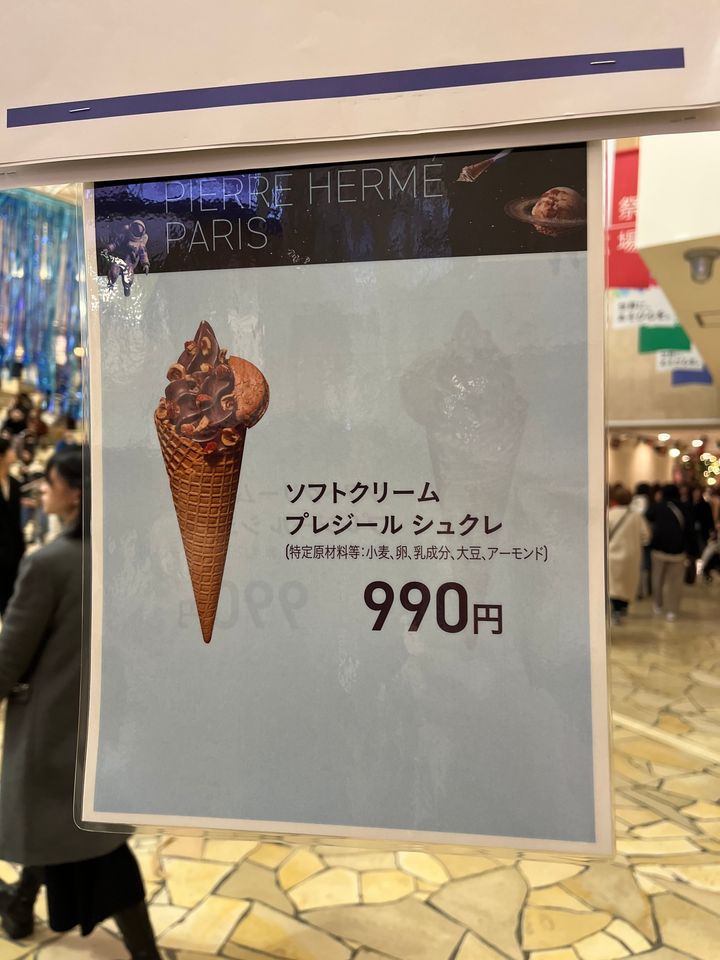 PIERRE HERMÉ
PARIS
祭
場
ソフトクリーム
プレジール シュクレ
(特定原材料等:小麦、卵、乳成分、大豆、アーモンド)
990円